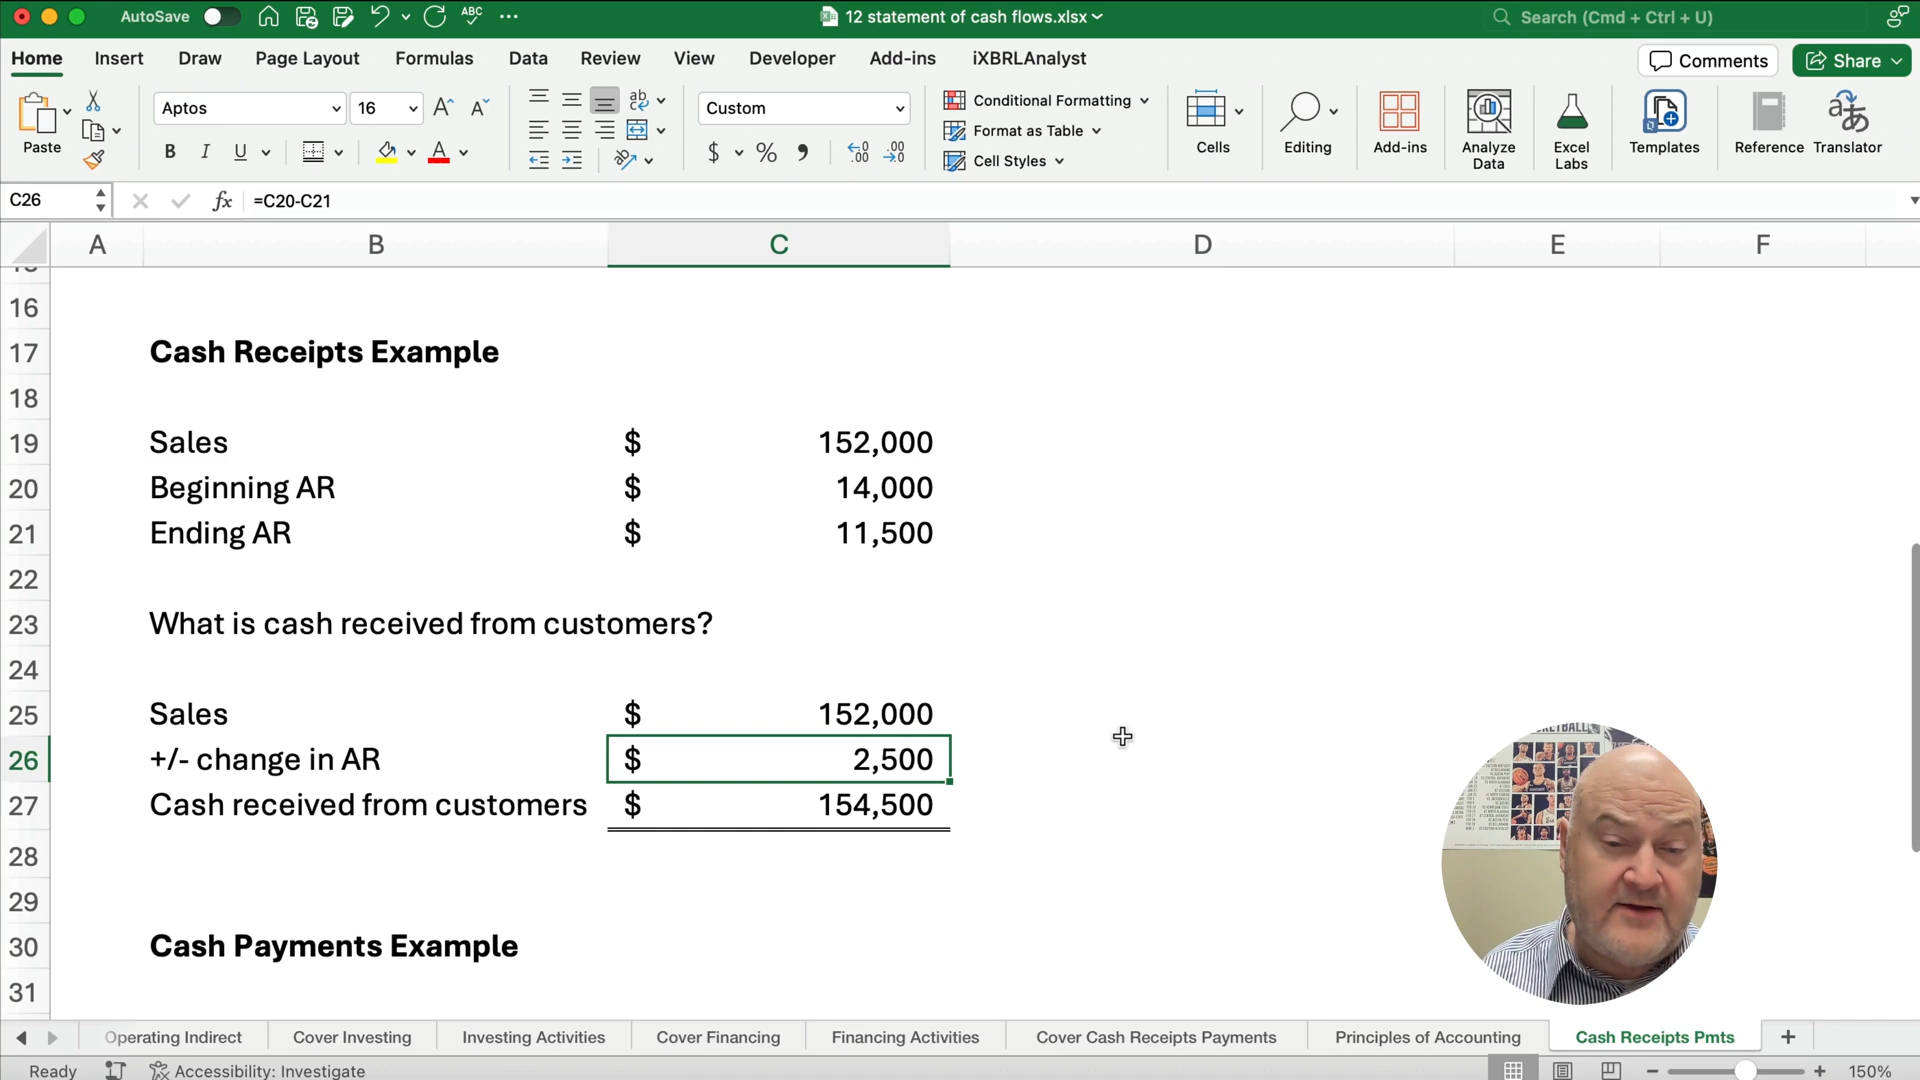 AutoSave
ABC
12 statement of cash flows.xlsx
Search (Cmd + Ctrl + U)
Home Insert Draw Page Layout Formulas Data Review View Developer Add-ins iXBRLAnalyst Comments Share
Paste
Aptos 16
B I U A
ab
Custom
$ % 9
Conditional Formatting
Format as Table
Cell Styles
Cells
Editing
Add-ins
Analyze Data
Excel Labs
Templates
Reference
Translator
C26 fx =C20-C21
A B C D E F
16
17 Cash Receipts Example
18
19 Sales $ 152,000
20 Beginning AR $ 14,000
21 Ending AR $ 11,500
22
23 What is cash received from customers?
24
25 Sales $ 152,000
26 +/- change in AR $ 2,500
27 Cash received from customers $ 154,500
28
29
30 Cash Payments Example
31
Operating Indirect Cover Investing Investing Activities Cover Financing Financing Activities Cover Cash Receipts Payments Principles of Accounting Cash Receipts Pmts +
Ready Accessibility: Investigate 150%